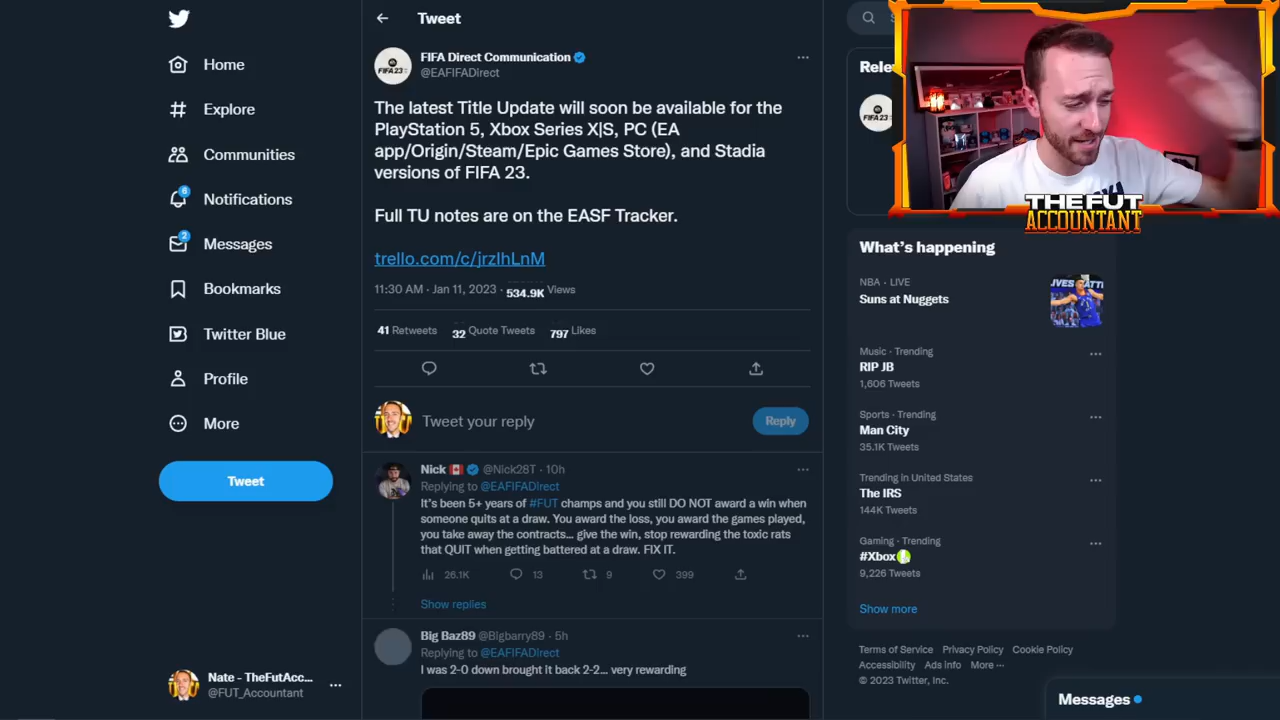 Home
Explore
Communities
6
Notifications
2
Messages
Bookmarks
Twitter Blue
Profile
More
Tweet
Nate - TheFutAcc...
@FUT_Accountant
Tweet
FIFA Direct Communication
@EAFIFADirect
FIFA 23
The latest Title Update will soon be available for the
PlayStation 5, Xbox Series X|S, PC (EA
app/Origin/Steam/Epic Games Store), and Stadia
versions of FIFA 23.
Full TU notes are on the EASF Tracker.
trello.com/c/jrzIhLnM
11:30 AM · Jan 11, 2023 · 534.9K Views
41 Retweets 32 Quote Tweets 797 Likes
Tweet your reply
Reply
Nick @Nick28T · 10h
Replying to @EAFIFADirect
It's been 5+ years of #FUT champs and you still DO NOT award a win when
someone quits at a draw. You award the loss, you award the games played,
you take away the contracts... give the win, stop rewarding the toxic rats
that QUIT when getting battered at a draw. FIX IT.
26.1K 13 9 399
Show replies
Big Baz89 @Bigbarry89 · 5h
Replying to @EAFIFADirect
I was 2-0 down brought it back 2-2... very rewarding
FIFA 23
THE FUT
ACCOUNTANT
What's happening
NBA · LIVE
Suns at Nuggets
Music · Trending
RIP JB
1,606 Tweets
Sports · Trending
Man City
35.1K Tweets
Trending in United States
The IRS
144K Tweets
Gaming · Trending
#Xbox
9,226 Tweets
Show more
Terms of Service Privacy Policy Cookie Policy
Accessibility Ads info More ···
© 2023 Twitter, Inc.
Messages